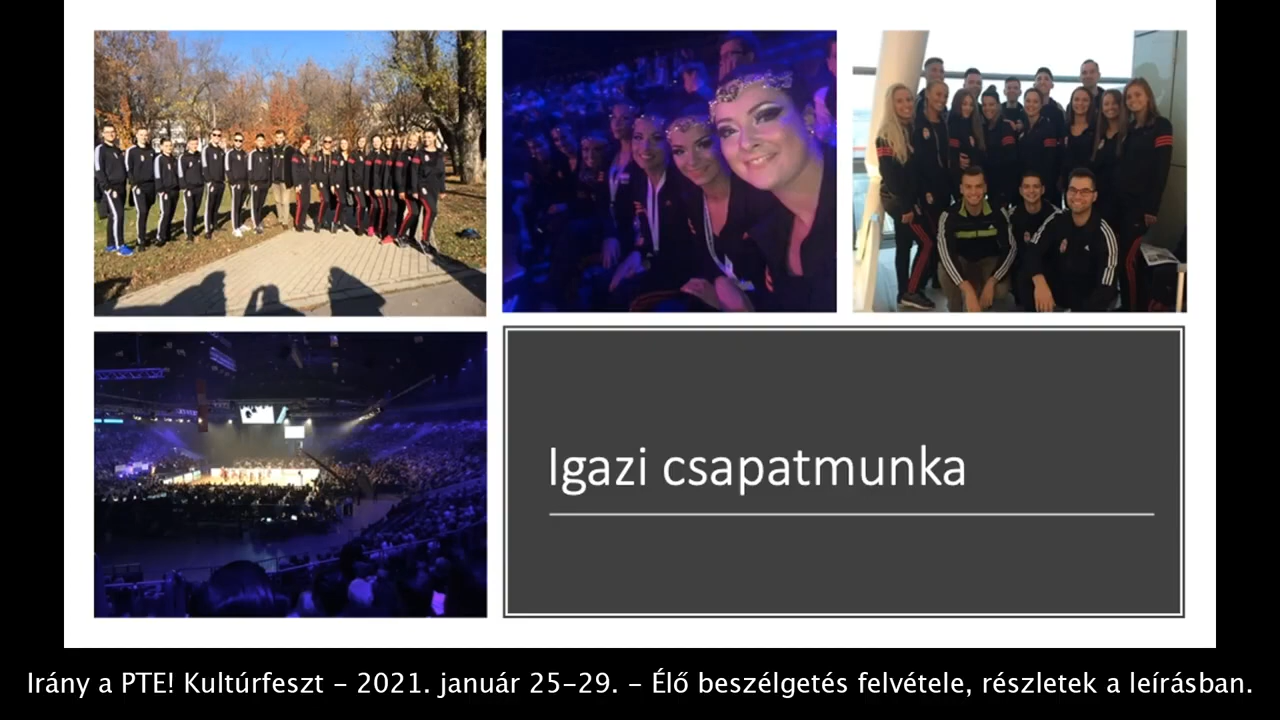 Igazi csapatmunka
Irány a PTE! Kultúrfeszt – 2021. január 25–29. – Élő beszélgetés felvétele, részletek a leírásban.